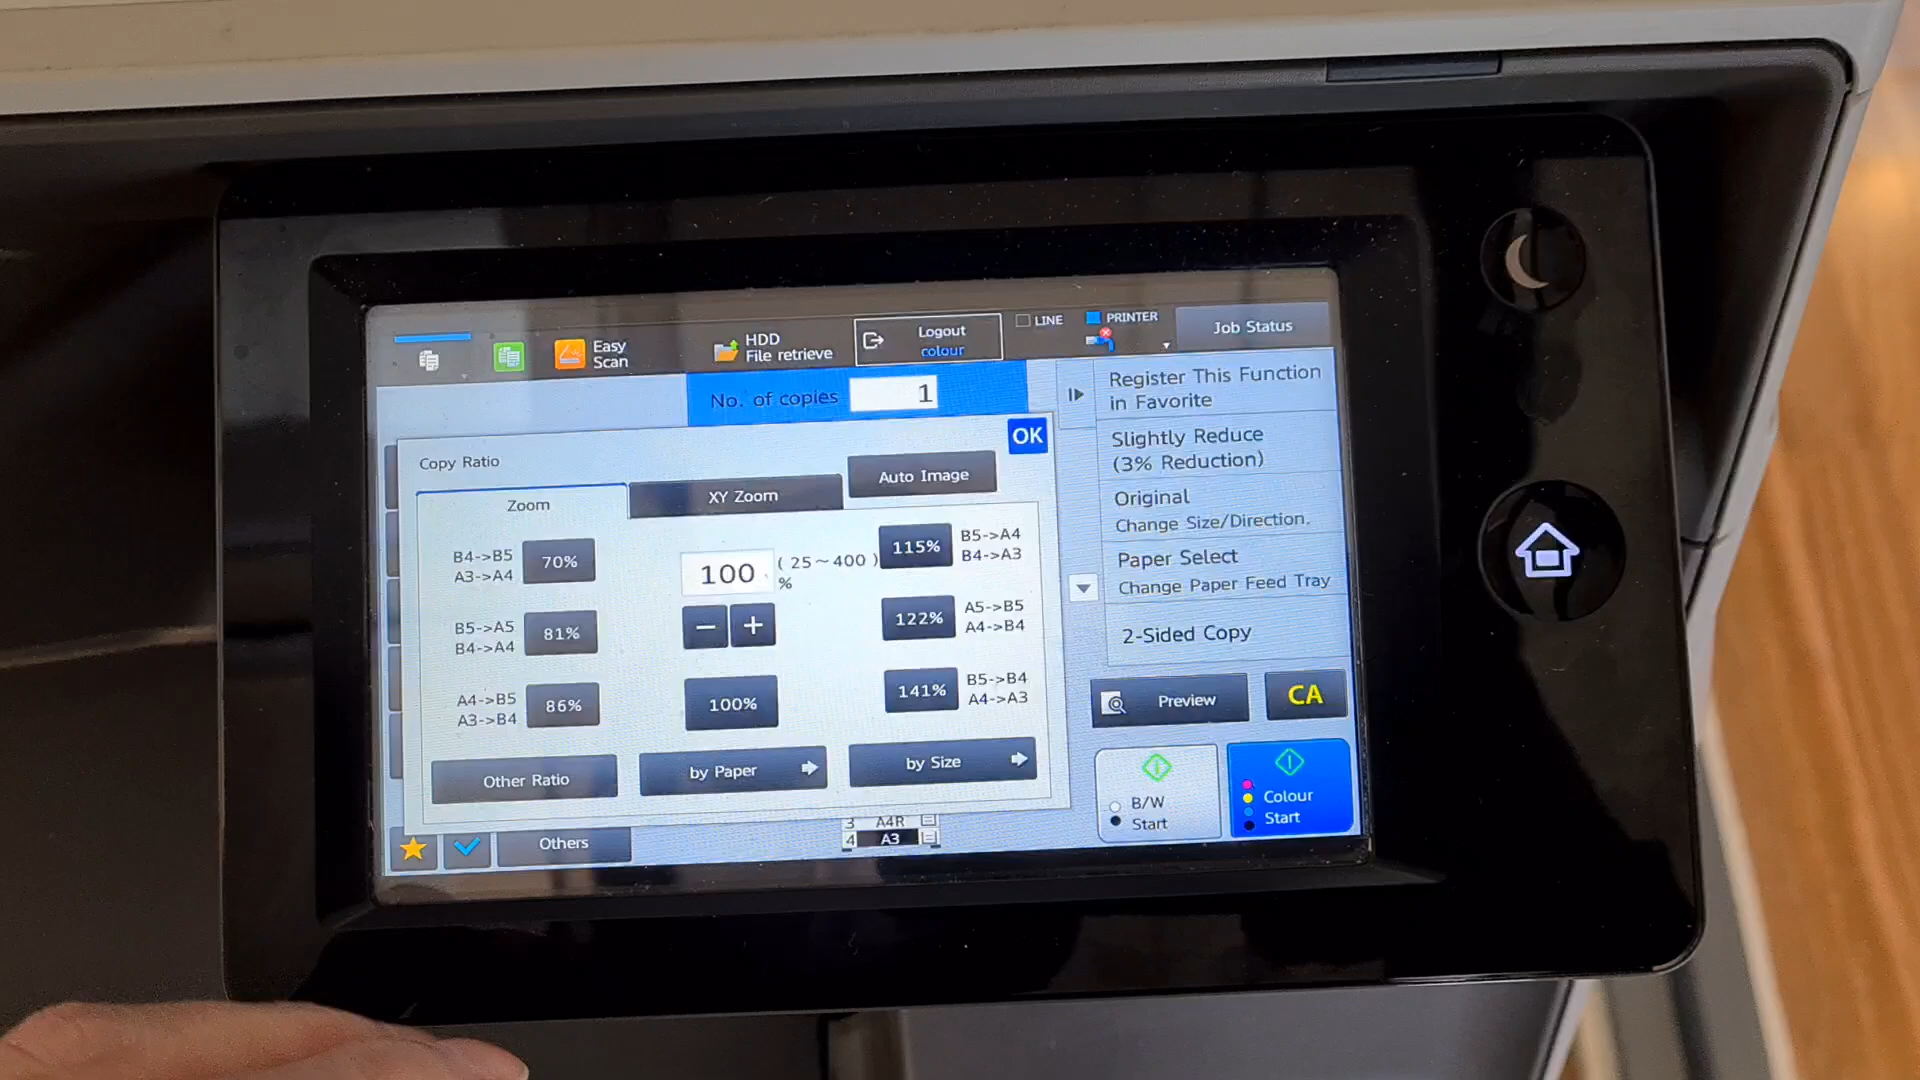 Easy
Scan
HDD
File retrieve
Logout
colour
LINE
PRINTER
Job Status
No. of copies
1
Register This Function
in Favorite
Slightly Reduce
(3% Reduction)
Original
Change Size/Direction.
Paper Select
Change Paper Feed Tray
2-Sided Copy
Preview
CA
B/W
Start
Colour
Start
OK
Copy Ratio
Auto Image
Zoom
XY Zoom
B4->B5
A3->A4
70%
100
(25~400)
%
115%
B5->A4
B4->A3
B5->A5
B4->A4
81%
− +
122%
A5->B5
A4->B4
A4->B5
A3->B4
86%
100%
141%
B5->B4
A4->A3
Other Ratio
by Paper
by Size
Others
3 A4R
4 A3